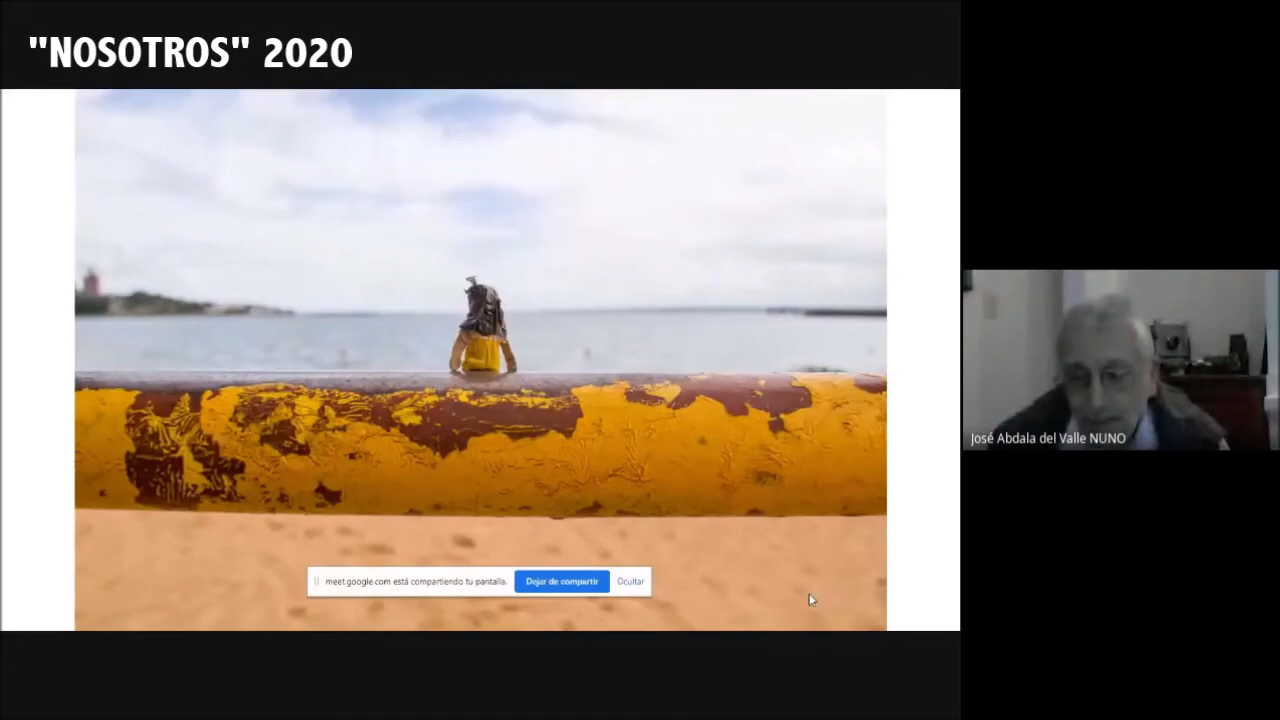 "NOSOTROS" 2020
meet.google.com está compartiendo tu pantalla.
Dejar de compartir
Ocultar
José Abdala del Valle NUNO